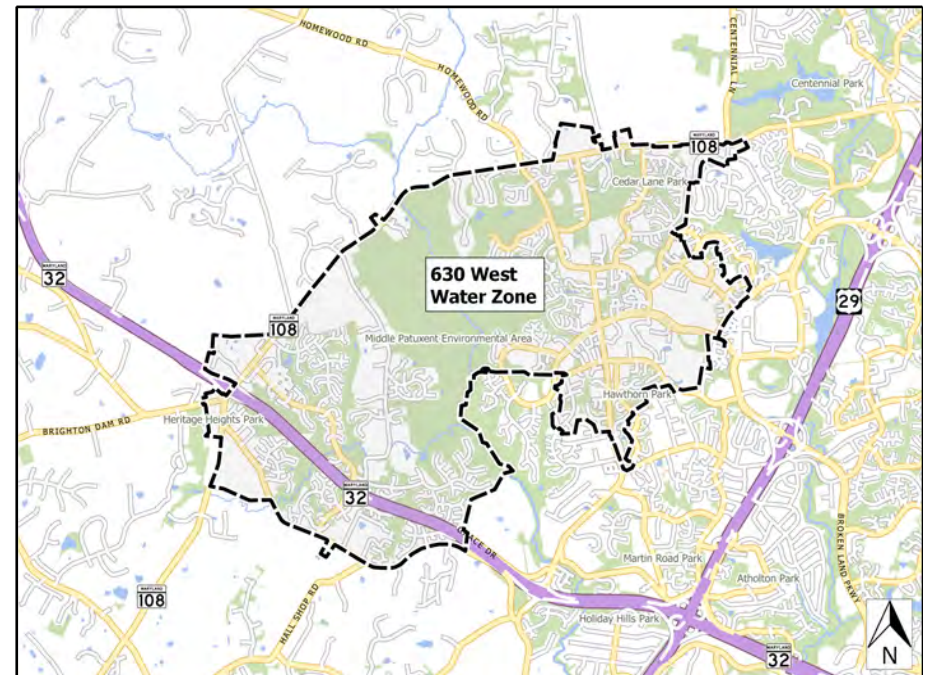 HOMEWOOD RD
HOMEWOOD RD
CENTENNIAL LN
Centennial Park
MARYLAND
108
Cedar Lane Park
630 West
Water Zone
MARYLAND
32
29
MARYLAND
108
Middle Patuxent Environmental Area
Hawthorn Park
Heritage Heights Park
BRIGHTON DAM RD
MARYLAND
32
GRACE DR
BROKEN LAND PKWY
Martin Road Park
Atholton Park
MARYLAND
108
HALL SHOP RD
Holiday Hills Park
MARYLAND
32
N